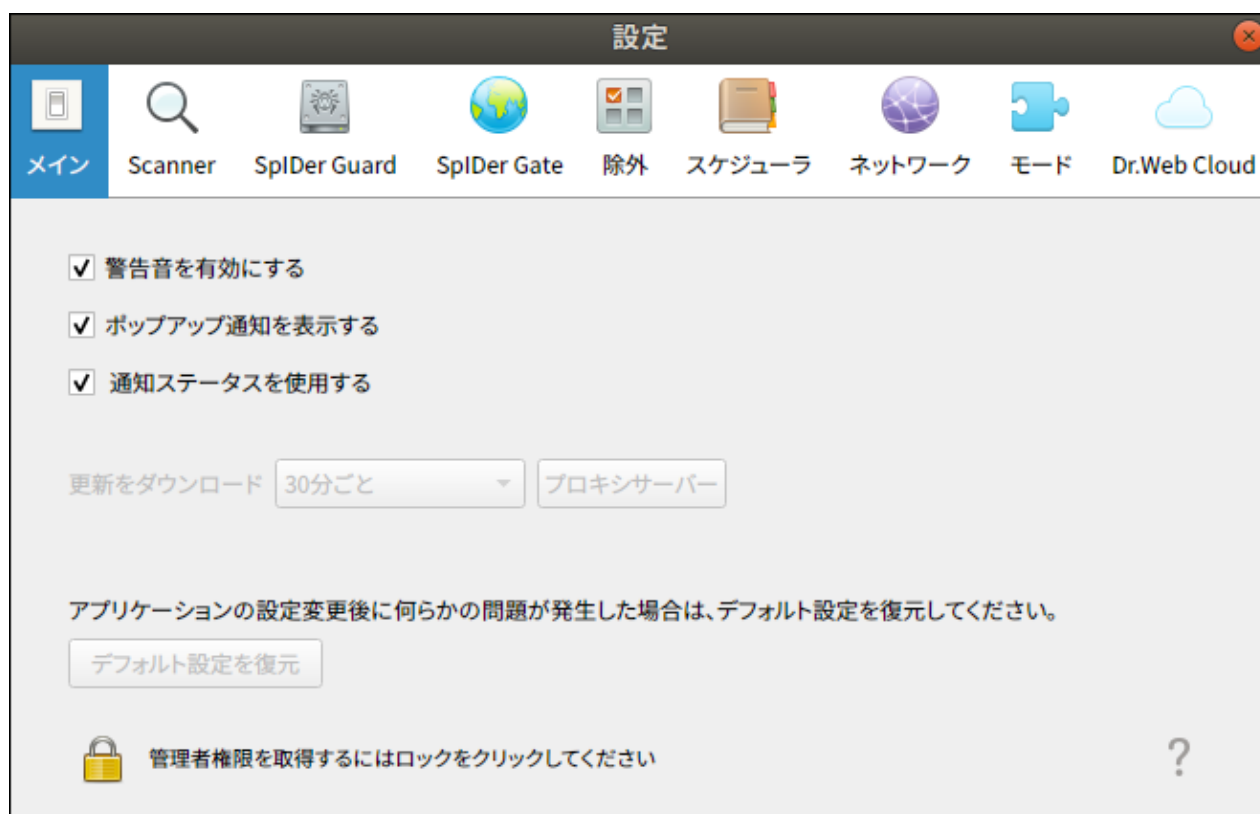 設定
メイン Scanner SpIDer Guard SpIDer Gate 除外 スケジューラ ネットワーク モード Dr.Web Cloud
警告音を有効にする
ポップアップ通知を表示する
通知ステータスを使用する
更新をダウンロード 30分ごと プロキシサーバー
アプリケーションの設定変更後に何らかの問題が発生した場合は、デフォルト設定を復元してください。
デフォルト設定を復元
管理者権限を取得するにはロックをクリックしてください ?